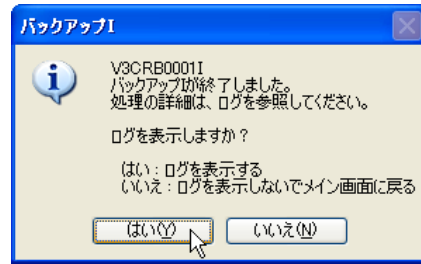 バックアップI
V3CRB0001I
バックアップIが終了しました。
処理の詳細は、ログを参照してください。
ログを表示しますか？
はい：ログを表示する
いいえ：ログを表示しないでメイン画面に戻る
はい(Y)
いいえ(N)